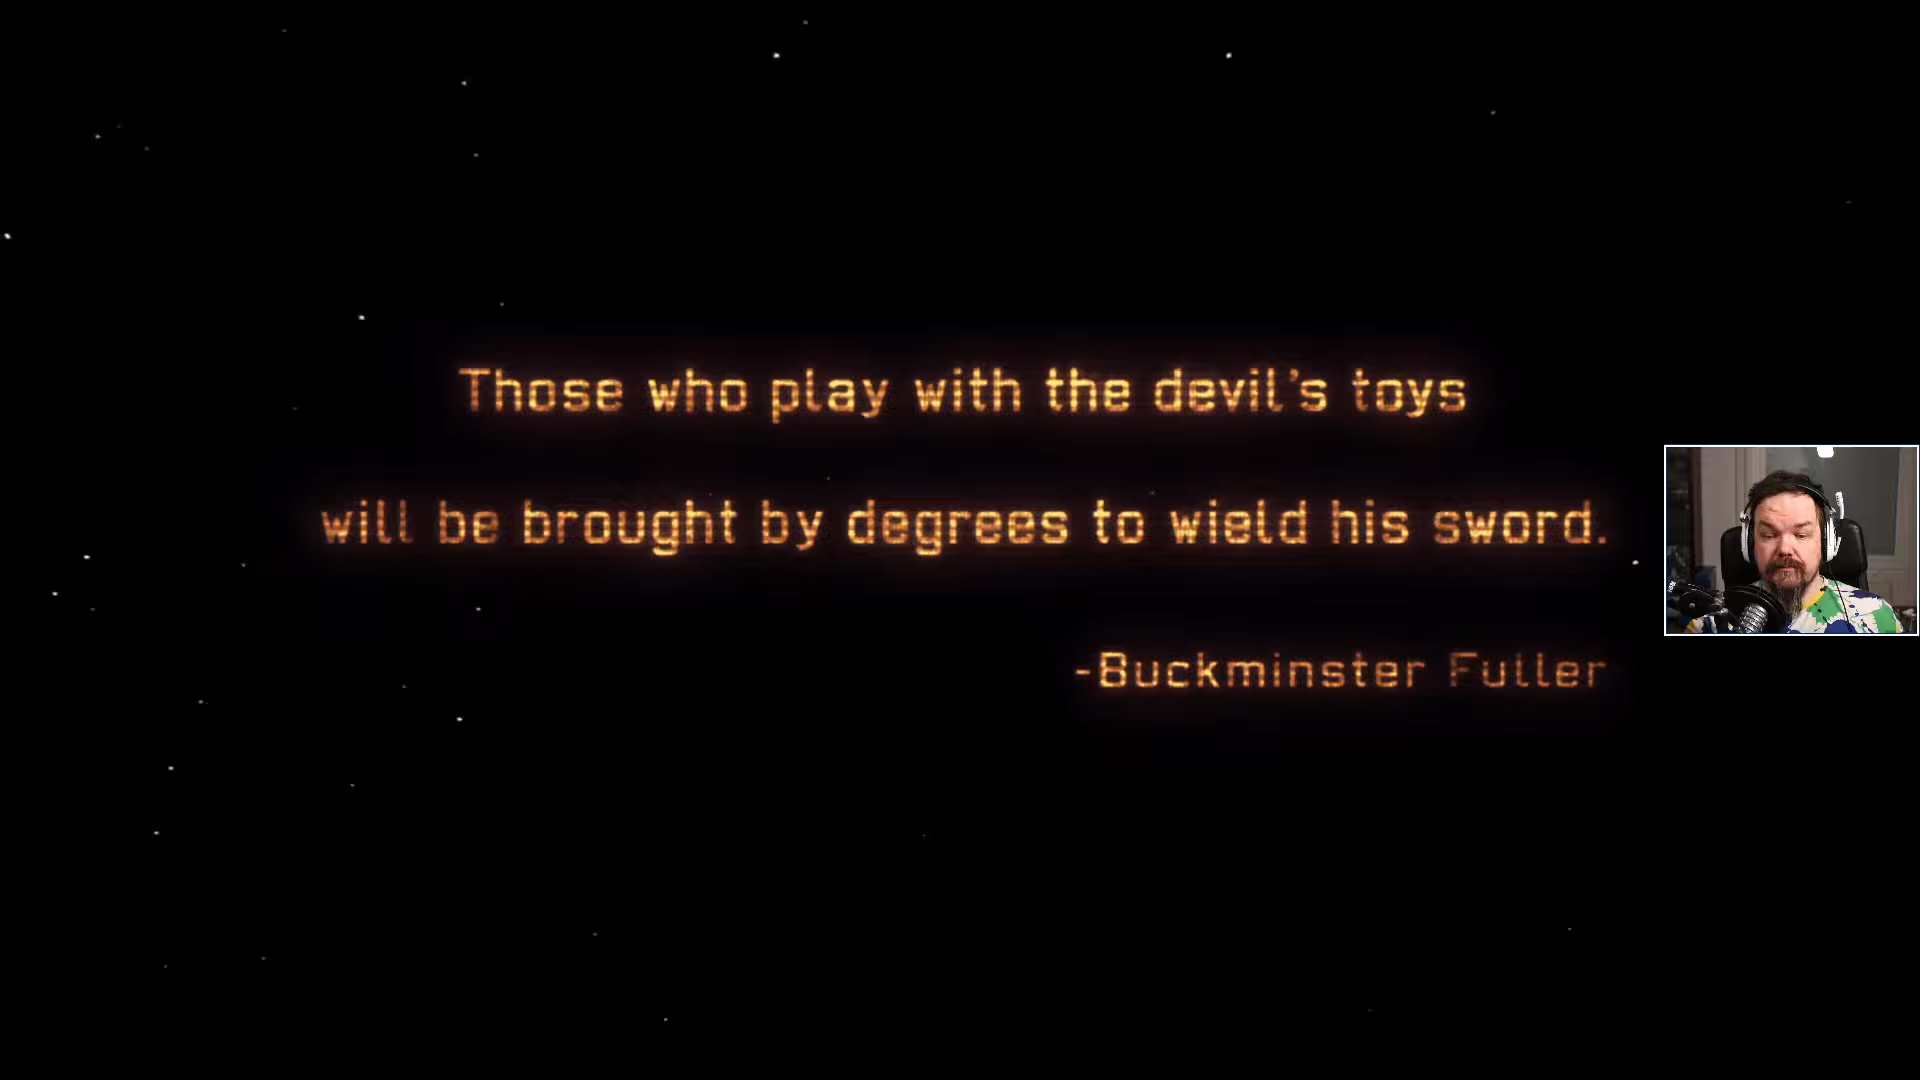 Those who play with the devil's toys
will be brought by degrees to wield his sword.
-Buckminster Fuller